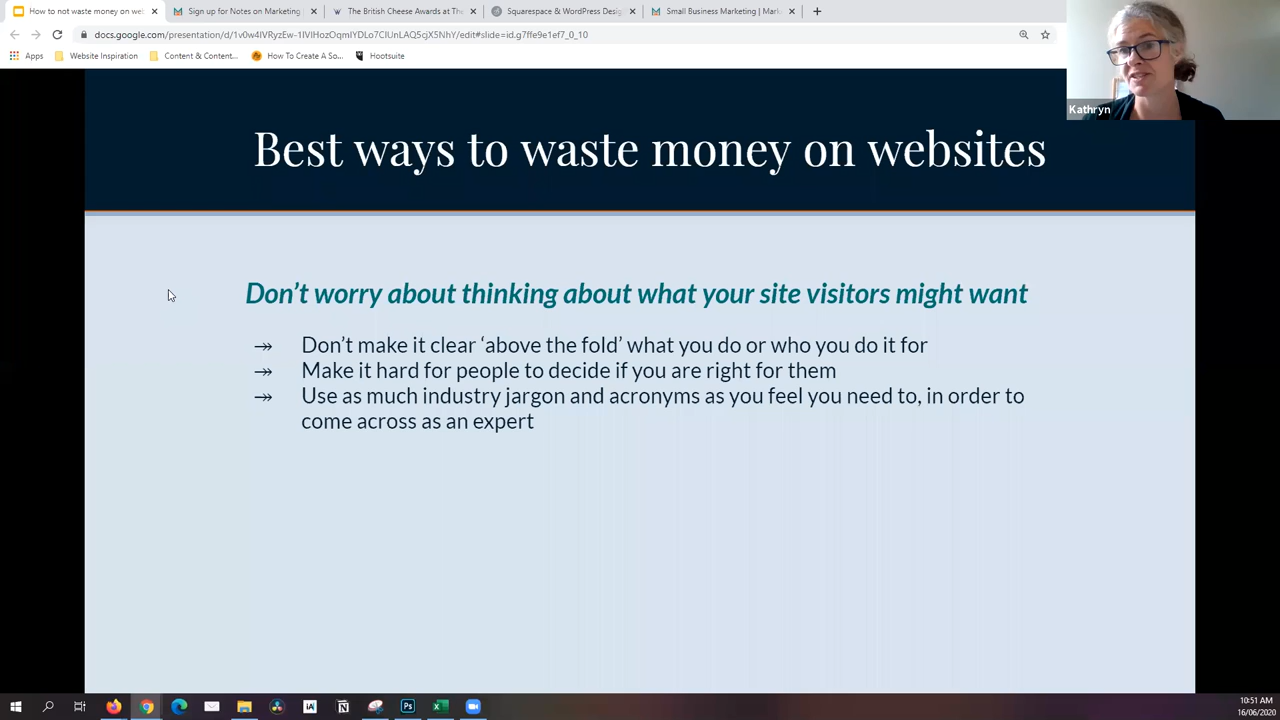 How to not waste money on web
Sign up for Notes on Marketing
The British Cheese Awards at The
Squarespace & WordPress Desig
Small Business Marketing | Mark
docs.google.com/presentation/d/1v0w4IVRyzEw-1IVIHozOqmIYDLo7CIUnLAQ5cjX5NhY/edit#slide=id.g7ffe9e1ef7_0_10
Apps
Website Inspiration
Content & Content...
How To Create A So...
Hootsuite
Kathryn
Best ways to waste money on websites
Don't worry about thinking about what your site visitors might want
Don't make it clear 'above the fold' what you do or who you do it for
Make it hard for people to decide if you are right for them
Use as much industry jargon and acronyms as you feel you need to, in order to
come across as an expert
iA
Ps
10:51 AM
16/06/2020